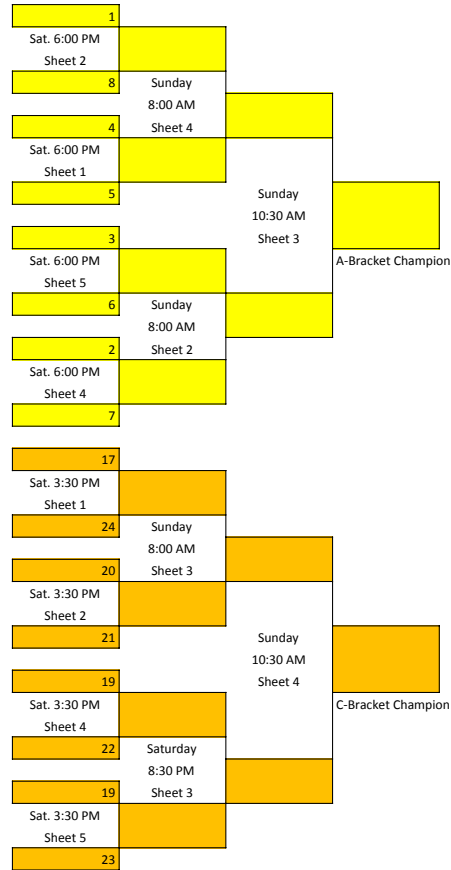 1
Sat. 6:00 PM
Sheet 2
8
Sunday
8:00 AM
Sheet 4
4
Sat. 6:00 PM
Sheet 1
5
Sunday
10:30 AM
Sheet 3
A-Bracket Champion
3
Sat. 6:00 PM
Sheet 5
6
Sunday
8:00 AM
Sheet 2
2
Sat. 6:00 PM
Sheet 4
7
17
Sat. 3:30 PM
Sheet 1
24
Sunday
8:00 AM
Sheet 3
20
Sat. 3:30 PM
Sheet 2
21
Sunday
10:30 AM
Sheet 4
C-Bracket Champion
19
Sat. 3:30 PM
Sheet 4
22
Saturday
8:30 PM
Sheet 3
19
Sat. 3:30 PM
Sheet 5
23